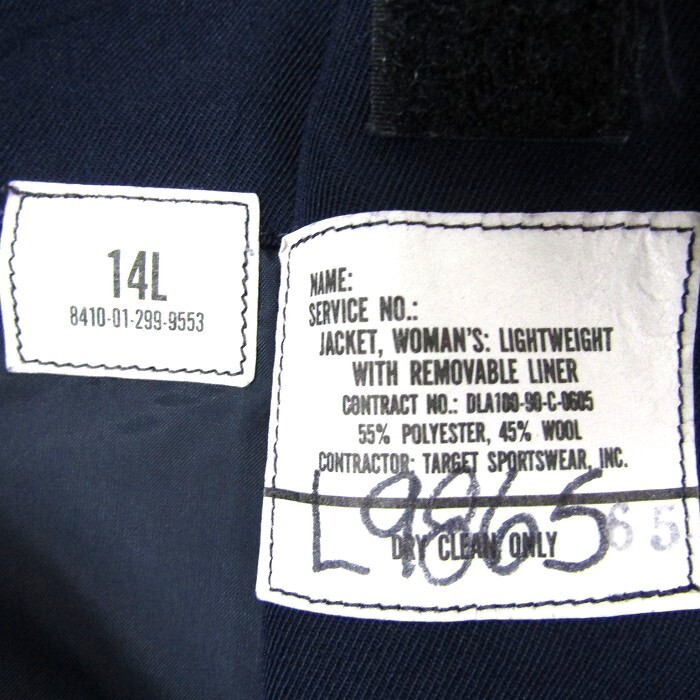 14L
8410-01-299-9553
NAME:
SERVICE NO.:
JACKET, WOMAN'S: LIGHTWEIGHT
WITH REMOVABLE LINER
CONTRACT NO.: DLA100-90-C-0605
55% POLYESTER, 45% WOOL
CONTRACTOR: TARGET SPORTSWEAR, INC.
L9865 65
DRY CLEAN ONLY